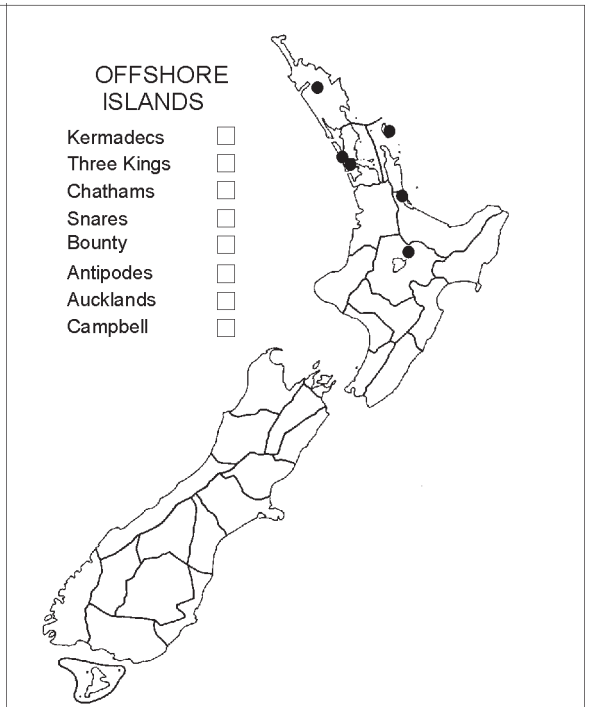 OFFSHORE
ISLANDS
Kermadecs
Three Kings
Chathams
Snares
Bounty
Antipodes
Aucklands
Campbell